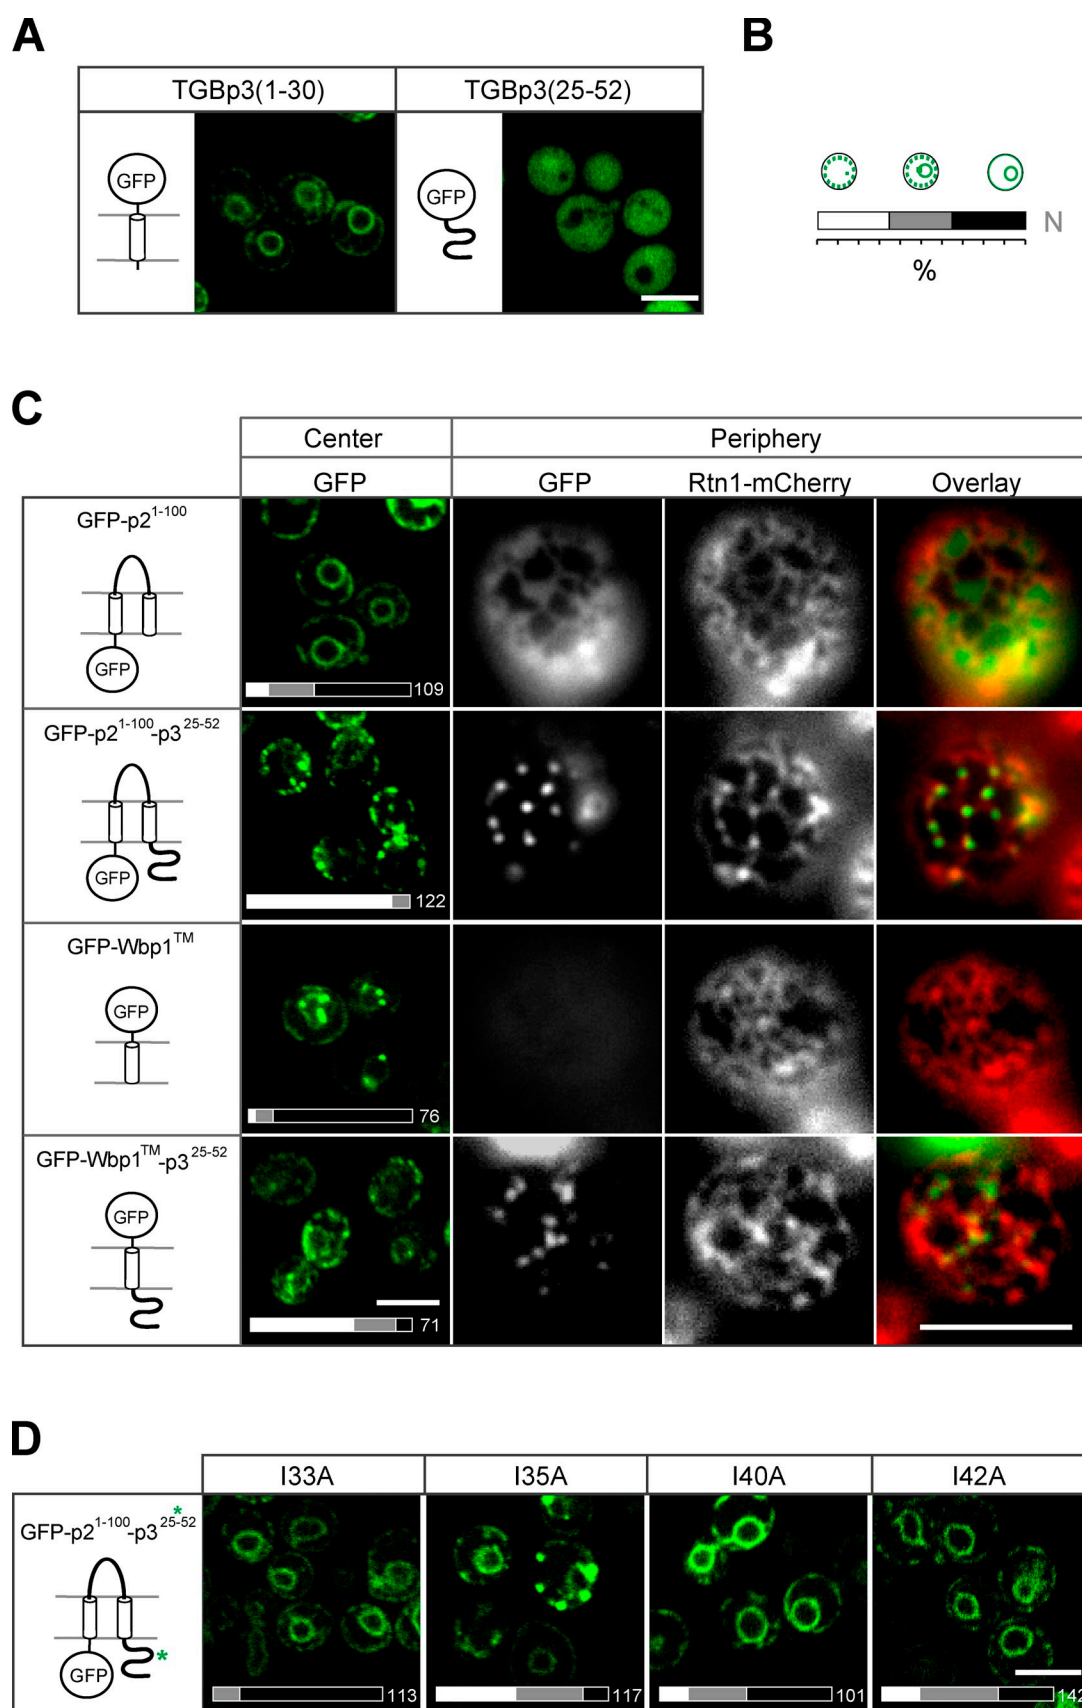 A
B
TGBp3(1-30)
TGBp3(25-52)
GFP
GFP
N
%
C
Center
Periphery
GFP
GFP
Rtn1-mCherry
Overlay
GFP-p2 1-100
GFP
109
GFP-p2 1-100-p3 25-52
GFP
122
GFP-Wbp1 TM
GFP
76
GFP-Wbp1 TM-p3 25-52
GFP
71
D
I33A
I35A
I40A
I42A
*
GFP-p2 1-100-p3 25-52
*
GFP
113
117
101
142